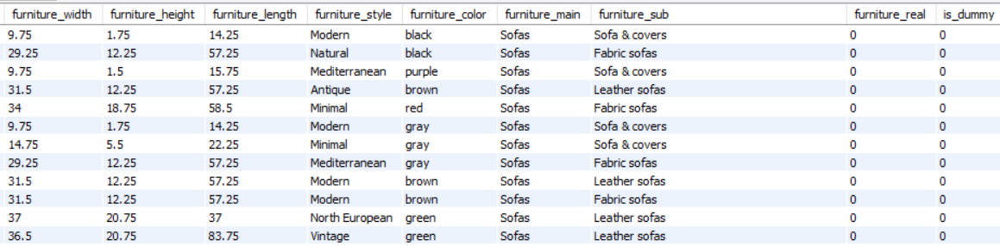 furniture_width furniture_height furniture_length furniture_style furniture_color furniture_main furniture_sub furniture_real is_dummy
9.75 1.75 14.25 Modern black Sofas Sofa & covers 0 0
29.25 12.25 57.25 Natural black Sofas Fabric sofas 0 0
9.75 1.5 15.75 Mediterranean purple Sofas Sofa & covers 0 0
31.5 12.25 57.25 Antique brown Sofas Leather sofas 0 0
34 18.75 58.5 Minimal red Sofas Fabric sofas 0 0
9.75 1.75 14.25 Modern gray Sofas Sofa & covers 0 0
14.75 5.5 22.25 Minimal gray Sofas Sofa & covers 0 0
29.25 12.25 57.25 Mediterranean gray Sofas Fabric sofas 0 0
31.5 12.25 57.25 Modern brown Sofas Leather sofas 0 0
31.5 12.25 57.25 Modern brown Sofas Fabric sofas 0 0
37 20.75 37 North European green Sofas Leather sofas 0 0
36.5 20.75 83.75 Vintage green Sofas Leather sofas 0 0